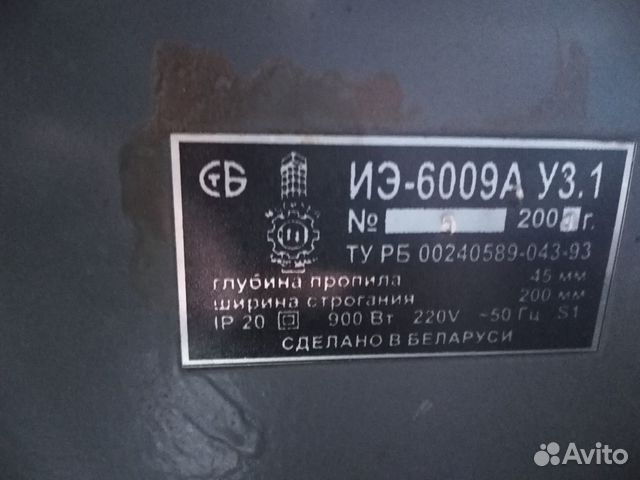 СТБ
ИЭ-6009А У3.1
№ 200 г.
ТУ РБ 00240589-043-93
глубина пропила 45 мм
ширина строгания 200 мм
IP 20 900 Вт 220V ~50 Гц S1
СДЕЛАНО В БЕЛАРУСИ
Avito